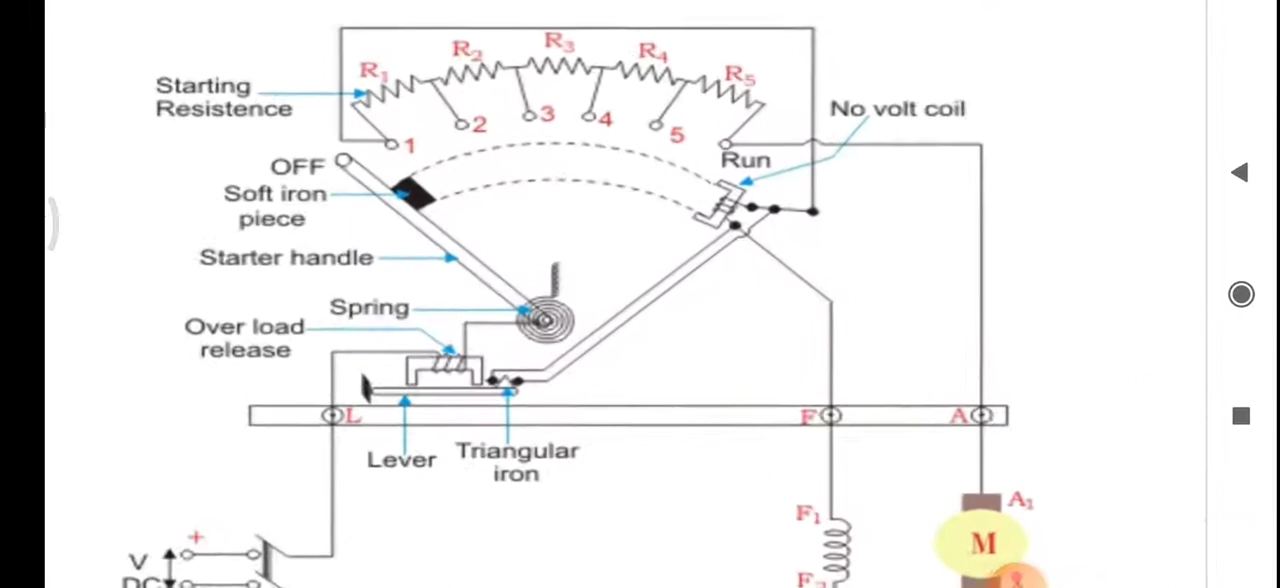 R₁
R₂
R₃
R₄
R₅
Starting
Resistence
1
2
3
4
5
No volt coil
Run
OFF
Soft iron
piece
Starter handle
Spring
Over load
release
L
F
A
Lever
Triangular
iron
F₁
A₁
+
V
DC
M
F₂